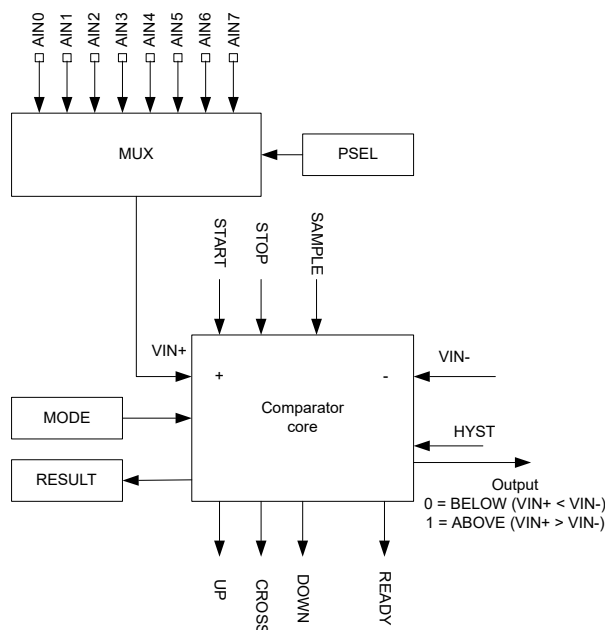 AIN0
AIN1
AIN2
AIN3
AIN4
AIN5
AIN6
AIN7
MUX
PSEL
START
STOP
SAMPLE
VIN+
VIN-
+
-
Comparator
core
MODE
HYST
RESULT
Output
0 = BELOW (VIN+ < VIN-)
1 = ABOVE (VIN+ > VIN-)
UP
CROSS
DOWN
READY